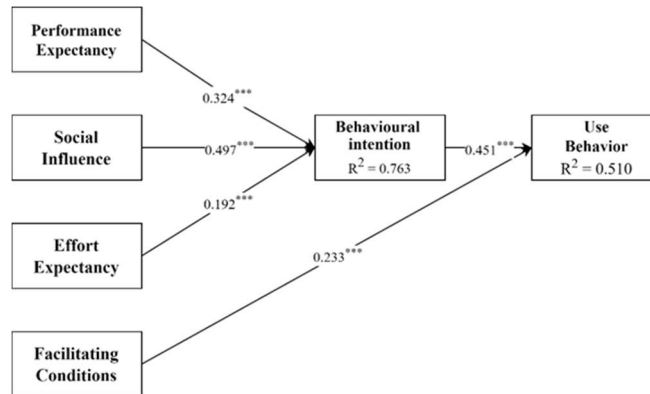 Performance
Expectancy
0.324***
Social
Influence
0.497***
Behavioural
intention
R² = 0.763
0.451***
Use
Behavior
R² = 0.510
0.192***
Effort
Expectancy
0.233***
Facilitating
Conditions